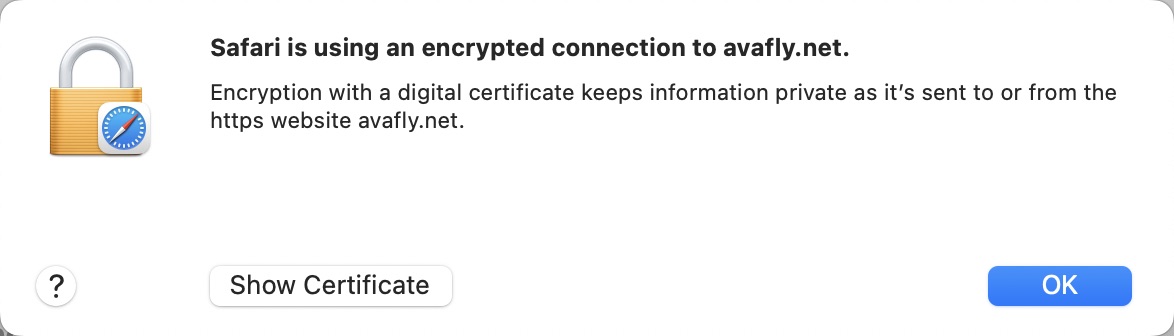 Safari is using an encrypted connection to avafly.net.
Encryption with a digital certificate keeps information private as it’s sent to or from the
https website avafly.net.
?
Show Certificate
OK